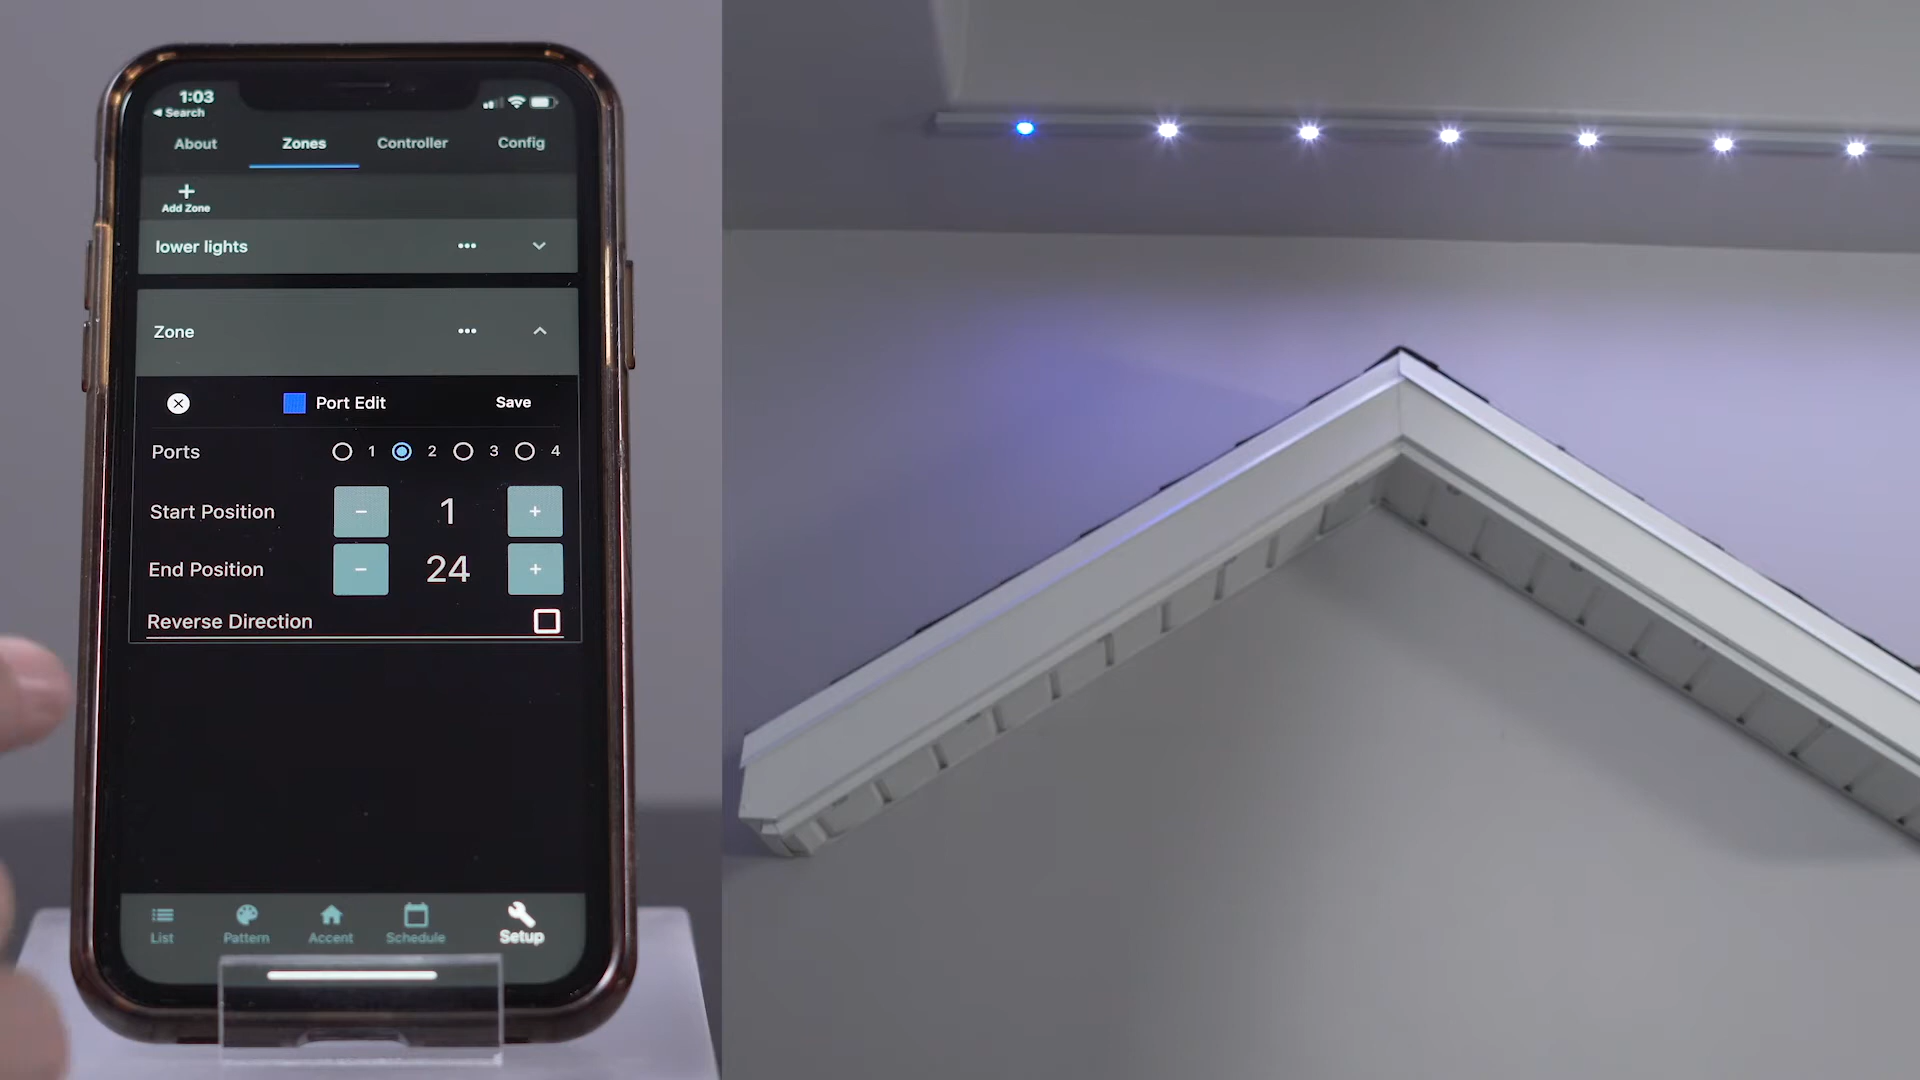 1:03
Search
About Zones Controller Config
+
Add Zone
lower lights
Zone
Port Edit Save
Ports 1 2 3 4
Start Position - 1 +
End Position - 24 +
Reverse Direction
List Pattern Accent Schedule Setup